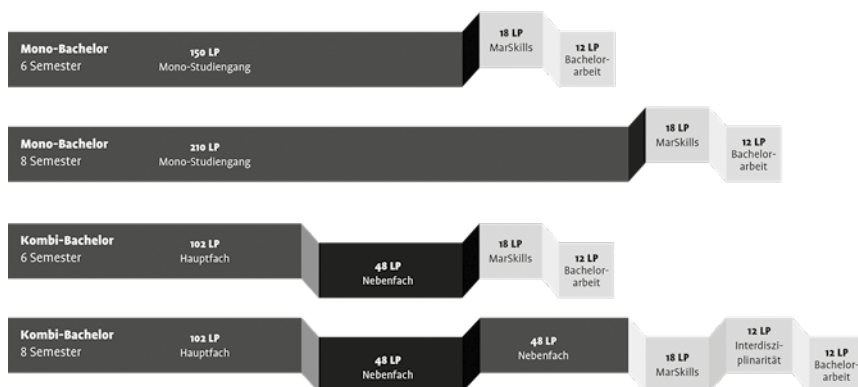 Mono-Bachelor
6 Semester
150 LP
Mono-Studiengang
18 LP
MarSkills
12 LP
Bachelor-
arbeit
Mono-Bachelor
8 Semester
210 LP
Mono-Studiengang
18 LP
MarSkills
12 LP
Bachelor-
arbeit
Kombi-Bachelor
6 Semester
102 LP
Hauptfach
48 LP
Nebenfach
18 LP
MarSkills
12 LP
Bachelor-
arbeit
Kombi-Bachelor
8 Semester
102 LP
Hauptfach
48 LP
Nebenfach
48 LP
Nebenfach
18 LP
MarSkills
12 LP
Interdiszi-
plinarität
12 LP
Bachelor-
arbeit